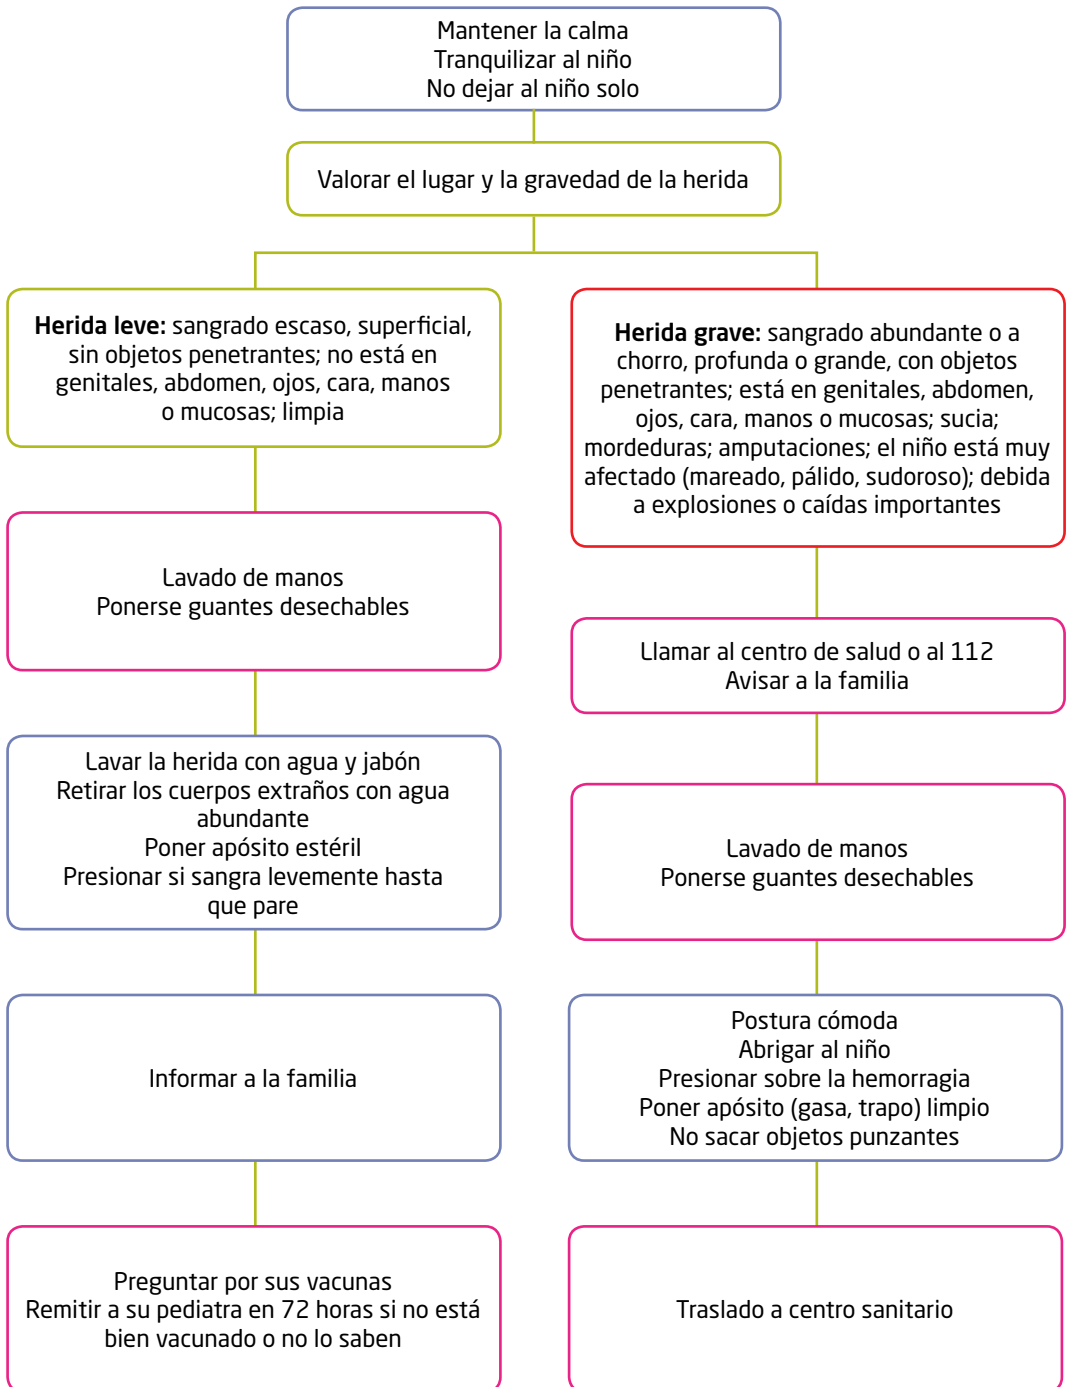 Mantener la calma
Tranquilizar al niño
No dejar al niño solo
Valorar el lugar y la gravedad de la herida
Herida leve: sangrado escaso, superficial,
sin objetos penetrantes; no está en
genitales, abdomen, ojos, cara, manos
o mucosas; limpia
Lavado de manos
Ponerse guantes desechables
Lavar la herida con agua y jabón
Retirar los cuerpos extraños con agua
abundante
Poner apósito estéril
Presionar si sangra levemente hasta
que pare
Informar a la familia
Preguntar por sus vacunas
Remitir a su pediatra en 72 horas si no está
bien vacunado o no lo saben
Herida grave: sangrado abundante o a
chorro, profunda o grande, con objetos
penetrantes; está en genitales, abdomen,
ojos, cara, manos o mucosas; sucia;
mordeduras; amputaciones; el niño está muy
afectado (mareado, pálido, sudoroso); debida
a explosiones o caídas importantes
Llamar al centro de salud o al 112
Avisar a la familia
Lavado de manos
Ponerse guantes desechables
Postura cómoda
Abrigar al niño
Presionar sobre la hemorragia
Poner apósito (gasa, trapo) limpio
No sacar objetos punzantes
Traslado a centro sanitario